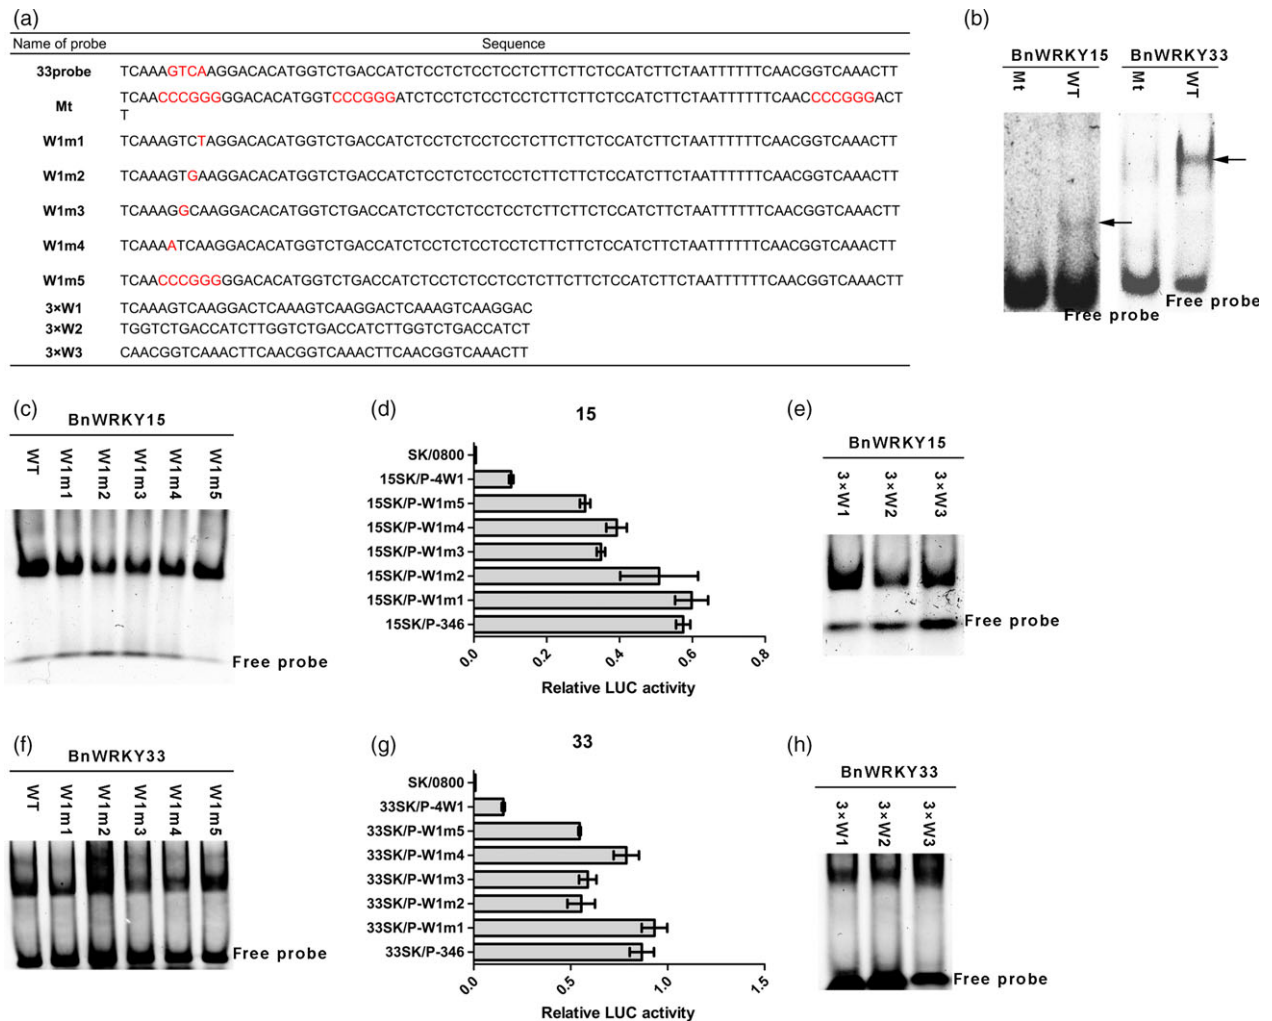 (a)
Name of probe Sequence
33probe TCAAAGTCAAGGACACATGGTCTGACCATCTCCTCTCCTCCTCTTCTTCTCCATCTTCTAATTTTTTCAACGGTCAAACTT
Mt TCAACCCGGGGGACACATGGTCCCGGGATCTCCTCTCCTCCTCTTCTTCTCCATCTTCTAATTTTTTCAACCCCGGGACT
T
W1m1 TCAAAGTCTAGGACACATGGTCTGACCATCTCCTCTCCTCCTCTTCTTCTCCATCTTCTAATTTTTTCAACGGTCAAACTT
W1m2 TCAAAGTGAAGGACACATGGTCTGACCATCTCCTCTCCTCCTCTTCTTCTCCATCTTCTAATTTTTTCAACGGTCAAACTT
W1m3 TCAAAGGCAAGGACACATGGTCTGACCATCTCCTCTCCTCCTCTTCTTCTCCATCTTCTAATTTTTTCAACGGTCAAACTT
W1m4 TCAAAATCAAGGACACATGGTCTGACCATCTCCTCTCCTCCTCTTCTTCTCCATCTTCTAATTTTTTCAACGGTCAAACTT
W1m5 TCAACCCGGGGGACACATGGTCTGACCATCTCCTCTCCTCCTCTTCTTCTCCATCTTCTAATTTTTTCAACGGTCAAACTT
3×W1 TCAAAGTCAAGGACTCAAAGTCAAGGACTCAAAGTCAAGGAC
3×W2 TGGTCTGACCATCTTGGTCTGACCATCTTGGTCTGACCATCT
3×W3 CAACGGTCAAACTTCAACGGTCAAACTTCAACGGTCAAACTT
(b)
BnWRKY15 BnWRKY33
Mt WT Mt WT
Free probe Free probe
(c)
BnWRKY15
WT W1m1 W1m2 W1m3 W1m4 W1m5
Free probe
(d)
15
SK/0800
15SK/P-4W1
15SK/P-W1m5
15SK/P-W1m4
15SK/P-W1m3
15SK/P-W1m2
15SK/P-W1m1
15SK/P-346
0.0 0.2 0.4 0.6 0.8
Relative LUC activity
(e)
BnWRKY15
3×W1 3×W2 3×W3
Free probe
(f)
BnWRKY33
WT W1m1 W1m2 W1m3 W1m4 W1m5
Free probe
(g)
33
SK/0800
33SK/P-4W1
33SK/P-W1m5
33SK/P-W1m4
33SK/P-W1m3
33SK/P-W1m2
33SK/P-W1m1
33SK/P-346
0.0 0.5 1.0 1.5
Relative LUC activity
(h)
BnWRKY33
3×W1 3×W2 3×W3
Free probe